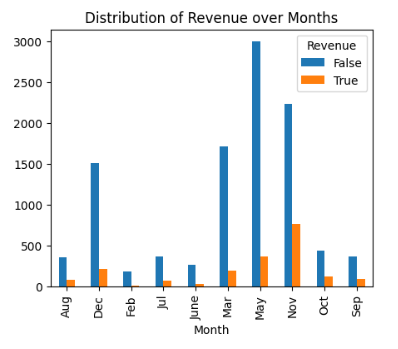 Distribution of Revenue over Months
Revenue
False
True
3000
2500
2000
1500
1000
500
0
Aug
Dec
Feb
Jul
June
Mar
May
Nov
Oct
Sep
Month